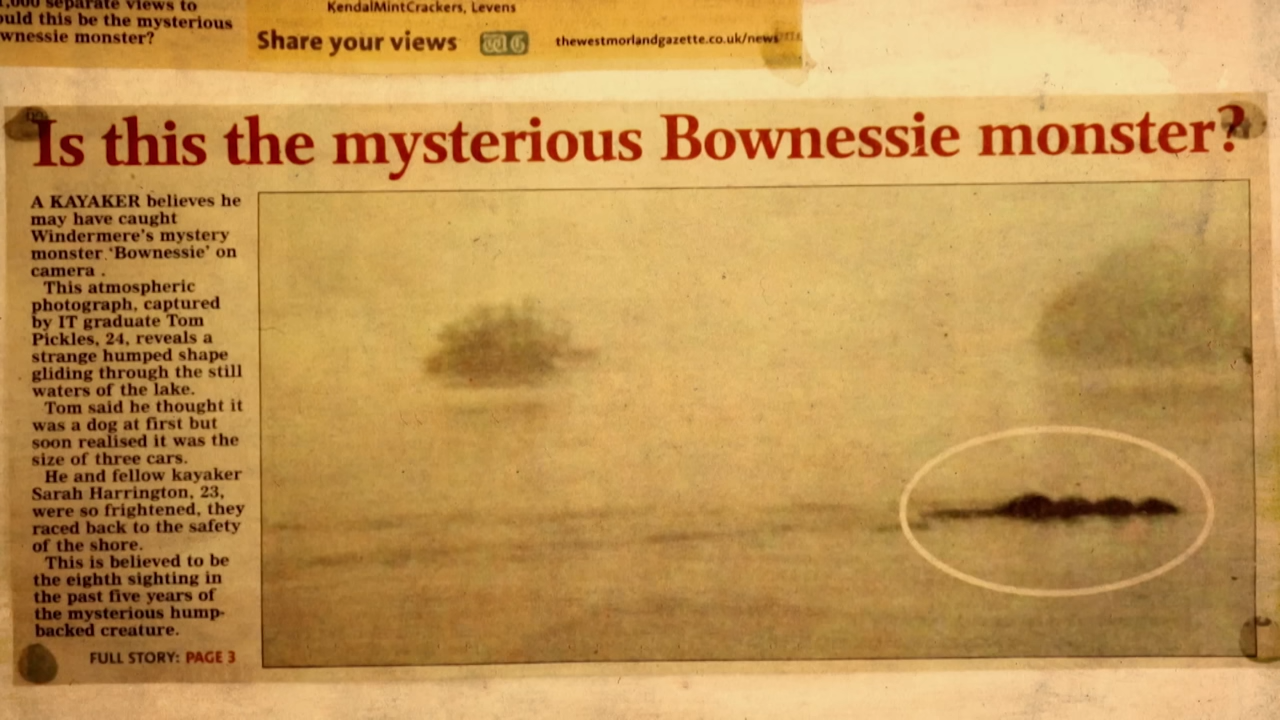 ,000 separate views to
ould this be the mysterious
wnessie monster?
KendalMintCrackers, Levens
Share your views WG thewestmorlandgazette.co.uk/news
Is this the mysterious Bownessie monster?
A KAYAKER believes he
may have caught
Windermere's mystery
monster 'Bownessie' on
camera .
This atmospheric
photograph, captured
by IT graduate Tom
Pickles, 24, reveals a
strange humped shape
gliding through the still
waters of the lake.
Tom said he thought it
was a dog at first but
soon realised it was the
size of three cars.
He and fellow kayaker
Sarah Harrington, 23,
were so frightened, they
raced back to the safety
of the shore.
This is believed to be
the eighth sighting in
the past five years of
the mysterious hump-
backed creature.
FULL STORY: PAGE 3